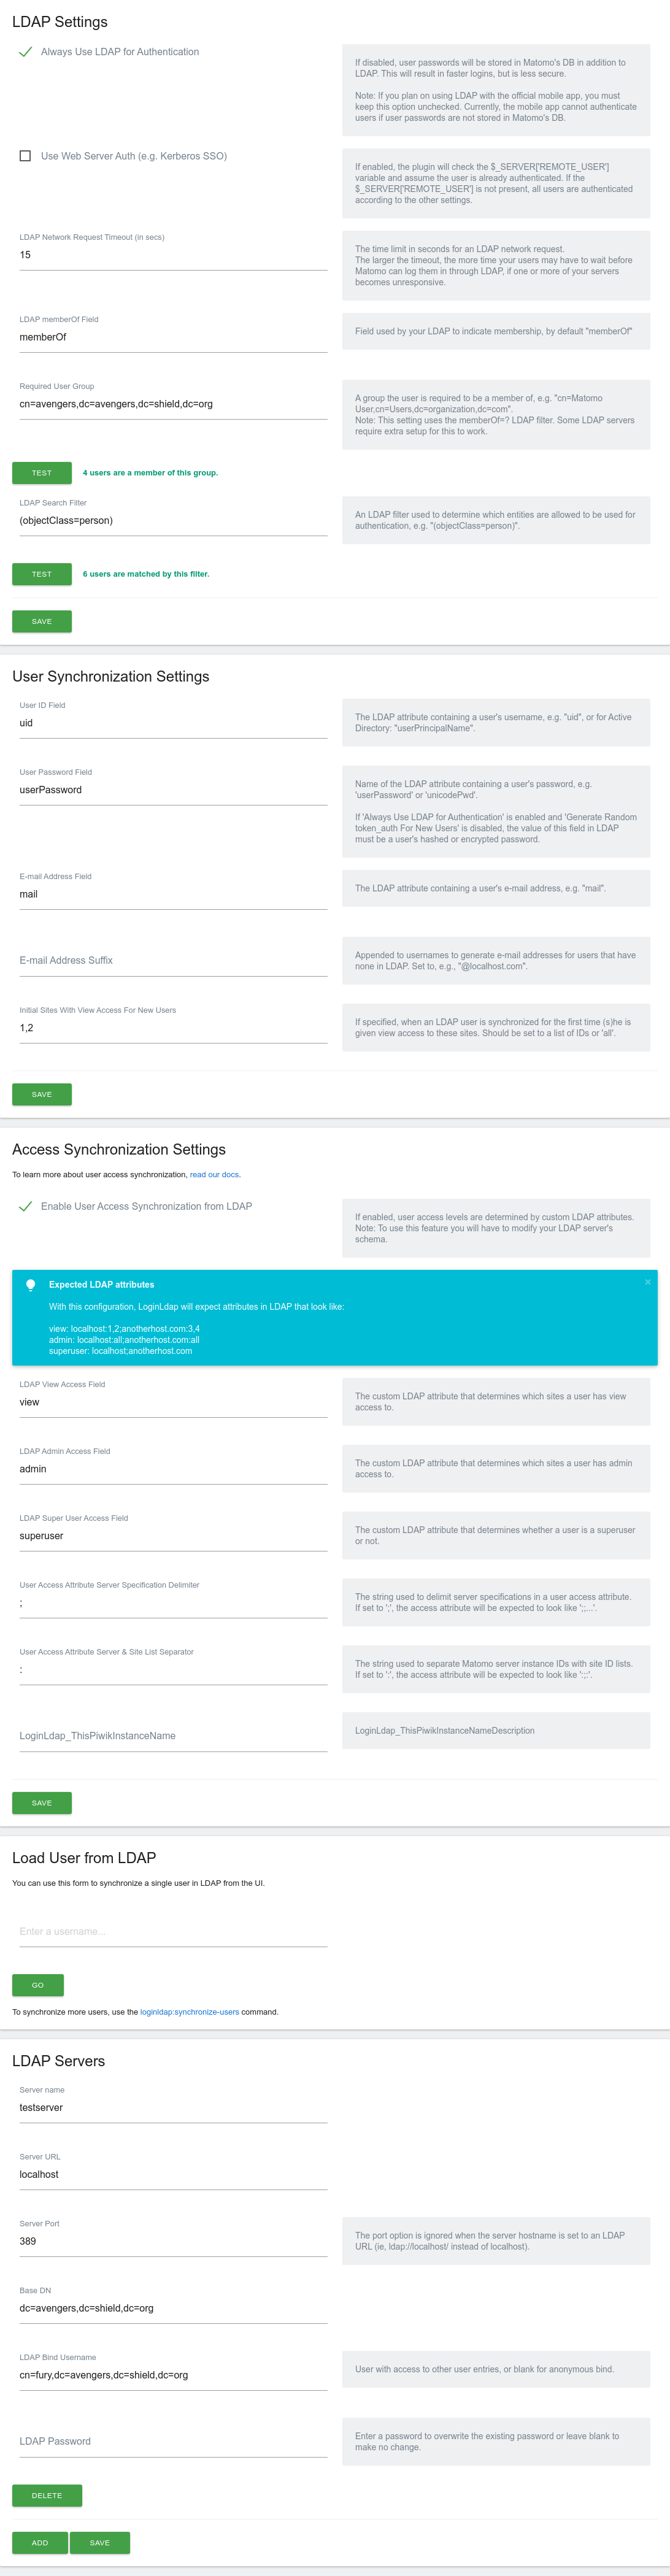 LDAP Settings
Always Use LDAP for Authentication
If disabled, user passwords will be stored in Matomo's DB in addition to
LDAP. This will result in faster logins, but is less secure.
Note: If you plan on using LDAP with the official mobile app, you must
keep this option unchecked. Currently, the mobile app cannot authenticate
users if user passwords are not stored in Matomo's DB.
Use Web Server Auth (e.g. Kerberos SSO)
If enabled, the plugin will check the $_SERVER['REMOTE_USER']
variable and assume the user is already authenticated. If the
$_SERVER['REMOTE_USER'] is not present, all users are authenticated
according to the other settings.
LDAP Network Request Timeout (in secs)
15
The time limit in seconds for an LDAP network request.
The larger the timeout, the more time your users may have to wait before
Matomo can log them in through LDAP, if one or more of your servers
becomes unresponsive.
LDAP memberOf Field
memberOf
Field used by your LDAP to indicate membership, by default "memberOf"
Required User Group
cn=avengers,dc=avengers,dc=shield,dc=org
A group the user is required to be a member of, e.g. "cn=Matomo
User,cn=Users,dc=organization,dc=com".
Note: This setting uses the memberOf=? LDAP filter. Some LDAP servers
require extra setup for this to work.
TEST
4 users are a member of this group.
LDAP Search Filter
(objectClass=person)
An LDAP filter used to determine which entities are allowed to be used for
authentication, e.g. "(objectClass=person)".
TEST
6 users are matched by this filter.
SAVE
User Synchronization Settings
User ID Field
uid
The LDAP attribute containing a user's username, e.g. "uid", or for Active
Directory: "userPrincipalName".
User Password Field
userPassword
Name of the LDAP attribute containing a user's password, e.g.
'userPassword' or 'unicodePwd'.
If 'Always Use LDAP for Authentication' is enabled and 'Generate Random
token_auth For New Users' is disabled, the value of this field in LDAP
must be a user's hashed or encrypted password.
E-mail Address Field
mail
The LDAP attribute containing a user's e-mail address, e.g. "mail".
E-mail Address Suffix
Appended to usernames to generate e-mail addresses for users that have
none in LDAP. Set to, e.g., "@localhost.com".
Initial Sites With View Access For New Users
1,2
If specified, when an LDAP user is synchronized for the first time (s)he is
given view access to these sites. Should be set to a list of IDs or 'all'.
SAVE
Access Synchronization Settings
To learn more about user access synchronization, read our docs.
Enable User Access Synchronization from LDAP
If enabled, user access levels are determined by custom LDAP attributes.
Note: To use this feature you will have to modify your LDAP server's
schema.
Expected LDAP attributes
×
With this configuration, LoginLdap will expect attributes in LDAP that look like:
view: localhost:1,2;anotherhost.com:3,4
admin: localhost:all;anotherhost.com:all
superuser: localhost;anotherhost.com
LDAP View Access Field
view
The custom LDAP attribute that determines which sites a user has view
access to.
LDAP Admin Access Field
admin
The custom LDAP attribute that determines which sites a user has admin
access to.
LDAP Super User Access Field
superuser
The custom LDAP attribute that determines whether a user is a superuser
or not.
User Access Attribute Server Specification Delimiter
;
The string used to delimit server specifications in a user access attribute.
If set to ';', the access attribute will be expected to look like ';;...'.
User Access Attribute Server & Site List Separator
:
The string used to separate Matomo server instance IDs with site ID lists.
If set to ':', the access attribute will be expected to look like ':;:'.
LoginLdap_ThisPiwikInstanceName
LoginLdap_ThisPiwikInstanceNameDescription
SAVE
Load User from LDAP
You can use this form to synchronize a single user in LDAP from the UI.
Enter a username...
GO
To synchronize more users, use the loginldap:synchronize-users command.
LDAP Servers
Server name
testserver
Server URL
localhost
Server Port
389
The port option is ignored when the server hostname is set to an LDAP
URL (ie, ldap://localhost/ instead of localhost).
Base DN
dc=avengers,dc=shield,dc=org
LDAP Bind Username
cn=fury,dc=avengers,dc=shield,dc=org
User with access to other user entries, or blank for anonymous bind.
LDAP Password
Enter a password to overwrite the existing password or leave blank to
make no change.
DELETE
ADD SAVE